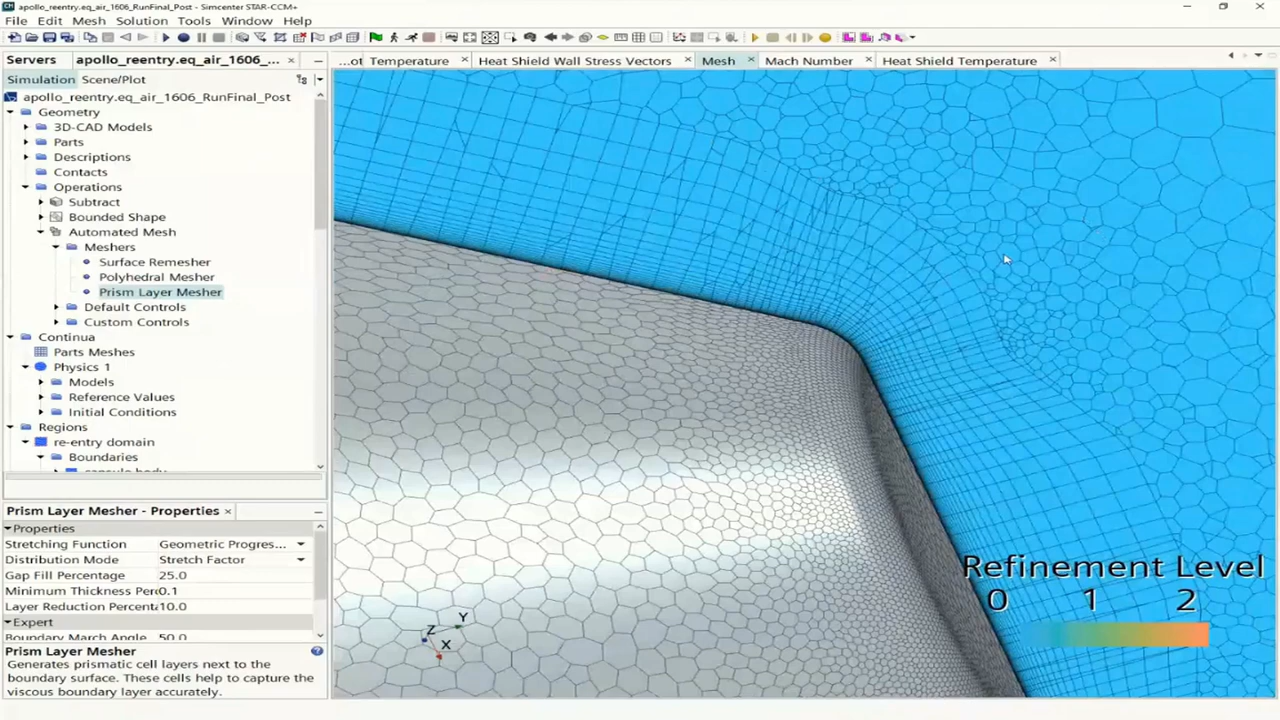 apollo_reentry.eq_air_1606_RunFinal_Post - Simcenter STAR-CCM+
File Edit Mesh Solution Tools Window Help
Servers apollo_reentry.eq_air_1606_...
...ot Temperature Heat Shield Wall Stress Vectors Mesh Mach Number Heat Shield Temperature
Simulation Scene/Plot
apollo_reentry.eq_air_1606_RunFinal_Post
Geometry
3D-CAD Models
Parts
Descriptions
Contacts
Operations
Subtract
Bounded Shape
Automated Mesh
Meshers
Surface Remesher
Polyhedral Mesher
Prism Layer Mesher
Default Controls
Custom Controls
Continua
Parts Meshes
Physics 1
Models
Reference Values
Initial Conditions
Regions
re-entry domain
Boundaries
Prism Layer Mesher - Properties
Properties
Stretching Function Geometric Progres...
Distribution Mode Stretch Factor
Gap Fill Percentage 25.0
Minimum Thickness Per 0.1
Layer Reduction Percent 10.0
Expert
Boundary March Angle 50.0
Prism Layer Mesher
Generates prismatic cell layers next to the
boundary surface. These cells help to capture the
viscous boundary layer accurately.
Z Y
X
Refinement Level
0 1 2